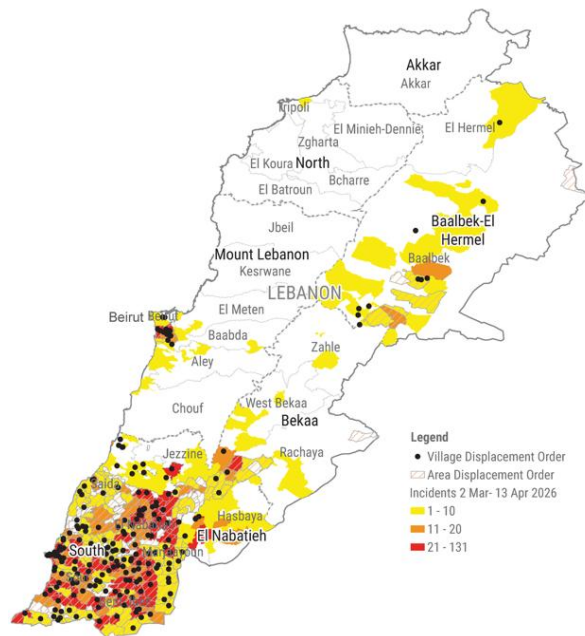 Akkar
Akkar
Tripoli
El Minieh-Dennie
El Hermel
Zgharta
El Koura
North
Bcharre
El Batroun
Jbeil
Baalbek-El
Hermel
Baalbek
Mount Lebanon
Kesrwane
LEBANON
El Meten
Beirut
Beirut
Baabda
Zahle
Aley
Chouf
West Bekaa
Bekaa
Jezzine
Rachaya
Saida
Hasbaya
El Nabatieh
South
Marjayoun
Legend
Village Displacement Order
Area Displacement Order
Incidents 2 Mar- 13 Apr 2026
1 - 10
11 - 20
21 - 131